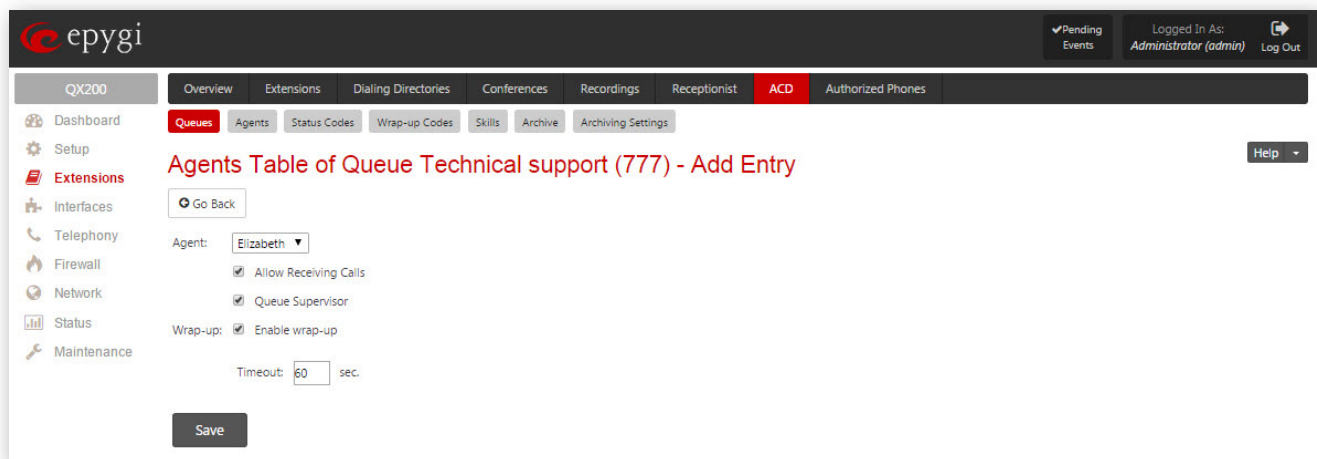 epygi
Pending Events
Logged In As:
Administrator (admin)
Log Out
QX200
Overview Extensions Dialing Directories Conferences Recordings Receptionist ACD Authorized Phones
Dashboard
Setup
Extensions
Interfaces
Telephony
Firewall
Network
Status
Maintenance
Queues Agents Status Codes Wrap-up Codes Skills Archive Archiving Settings
Agents Table of Queue Technical support (777) - Add Entry
Help
Go Back
Agent: Elizabeth
Allow Receiving Calls
Queue Supervisor
Wrap-up: Enable wrap-up
Timeout: 60 sec.
Save